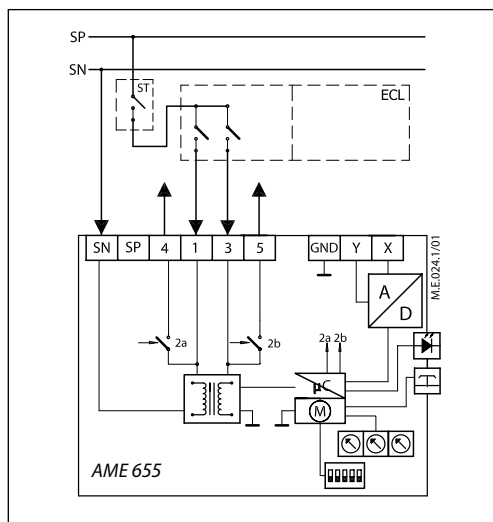 SP
SN
ST
ECL
SN SP 4 1 3 5 GND Y X
M.E.024.1/01
A
D
2a 2b 2a 2b
µC
M
AME 655